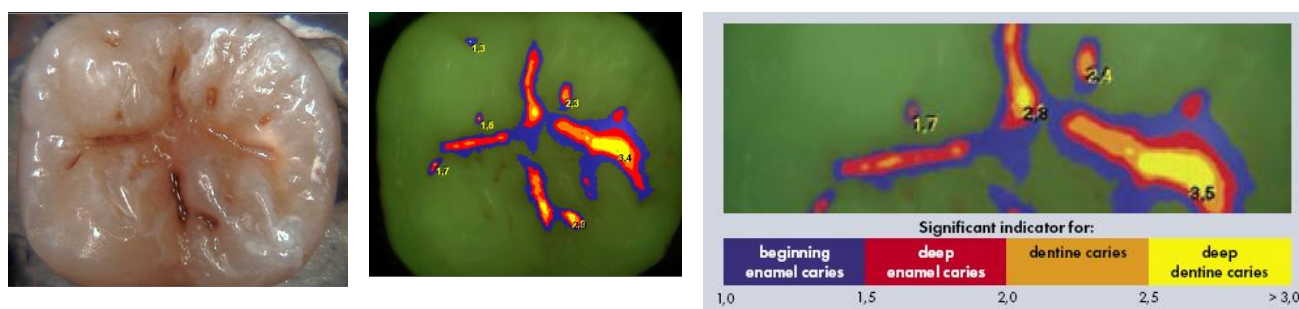 1,3
2,3
1,6
3,4
1,7
2,9
2,4
1,7
2,8
3,5
Significant indicator for:
beginning
enamel caries
deep
enamel caries
dentine caries
deep
dentine caries
1,0
1,5
2,0
2,5
> 3,0